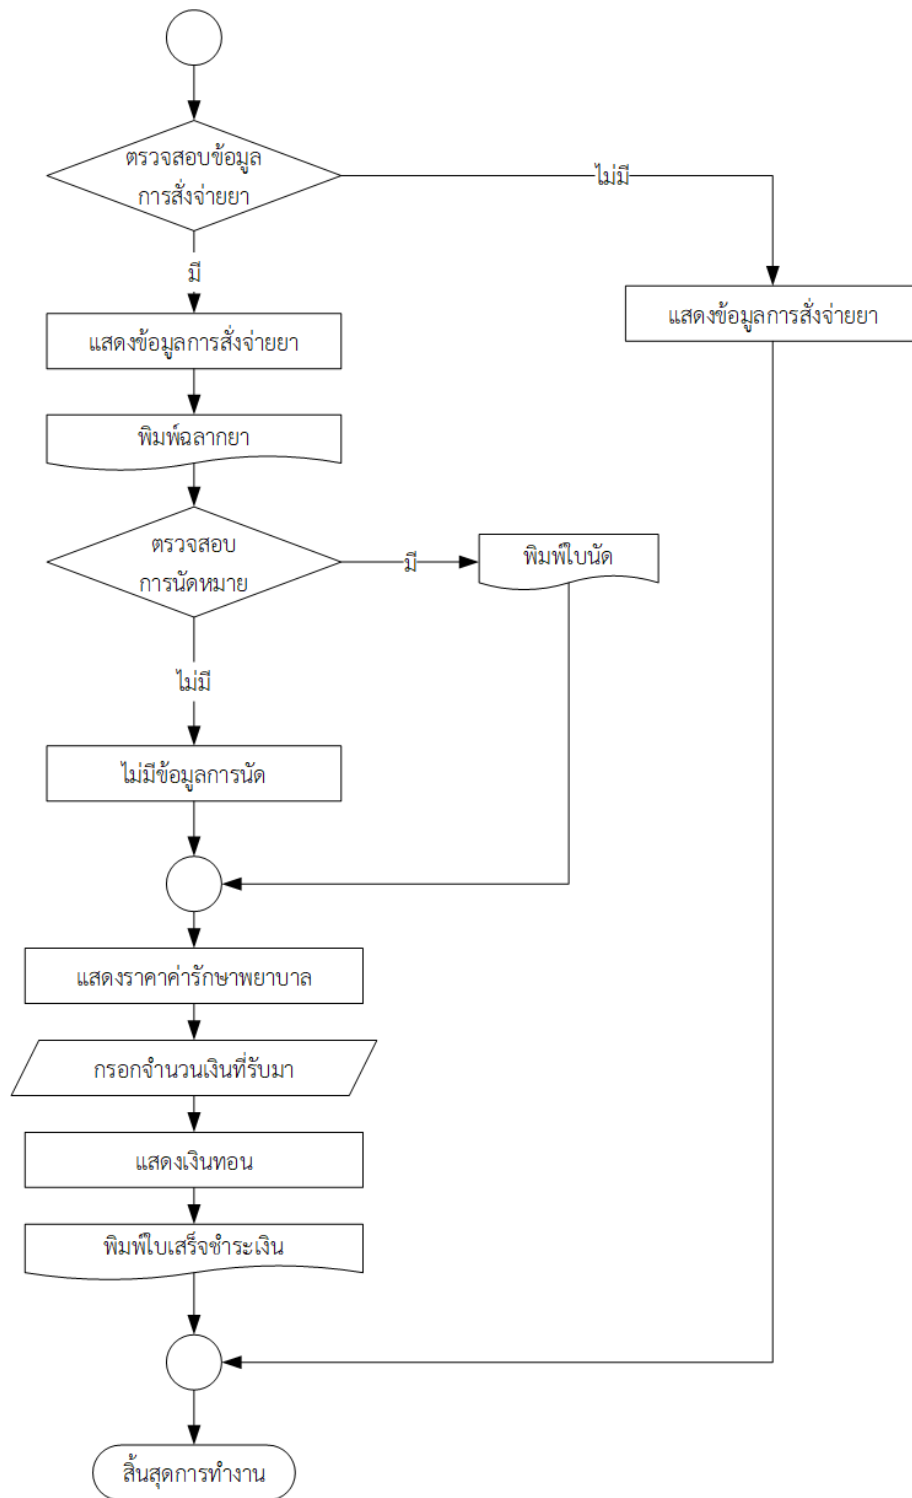 ตรวจสอบข้อมูล
การสั่งจ่ายยา
ไม่มี
มี
แสดงข้อมูลการสั่งจ่ายยา
แสดงข้อมูลการสั่งจ่ายยา
พิมพ์ฉลากยา
ตรวจสอบ
การนัดหมาย
มี
พิมพ์ใบนัด
ไม่มี
ไม่มีข้อมูลการนัด
แสดงราคาค่ารักษาพยาบาล
กรอกจำนวนเงินที่รับมา
แสดงเงินทอน
พิมพ์ใบเสร็จชำระเงิน
สิ้นสุดการทำงาน